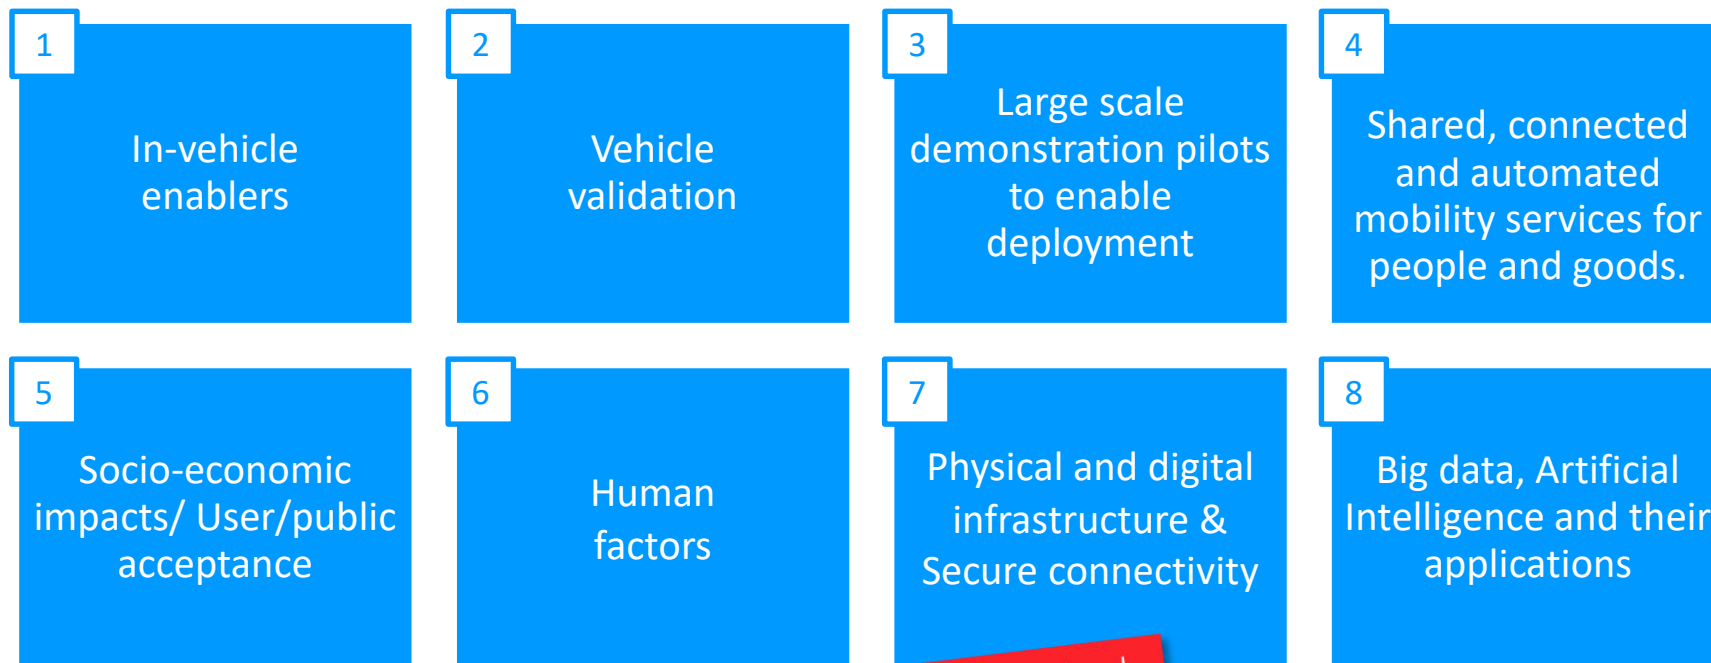 1
In-vehicle
enablers
2
Vehicle
validation
3
Large scale
demonstration pilots
to enable
deployment
4
Shared, connected
and automated
mobility services for
people and goods.
5
Socio-economic
impacts/ User/public
acceptance
6
Human
factors
7
Physical and digital
infrastructure &
Secure connectivity
8
Big data, Artificial
Intelligence and their
applications